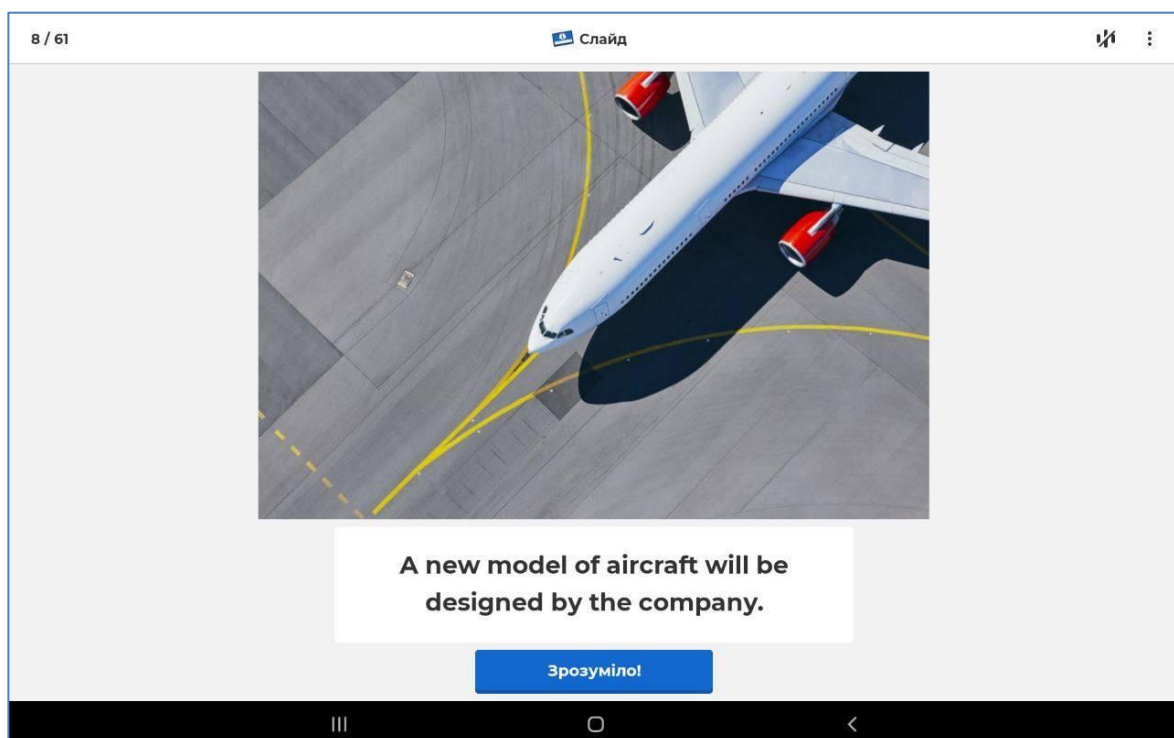 8 / 61
Слайд
A new model of aircraft will be
designed by the company.
Зрозуміло!